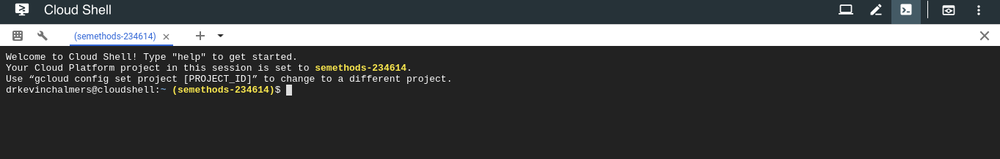 Cloud Shell
(semethods-234614)
Welcome to Cloud Shell! Type "help" to get started.
Your Cloud Platform project in this session is set to semethods-234614.
Use “gcloud config set project [PROJECT_ID]” to change to a different project.
drkevinchalmers@cloudshell:~ (semethods-234614)$